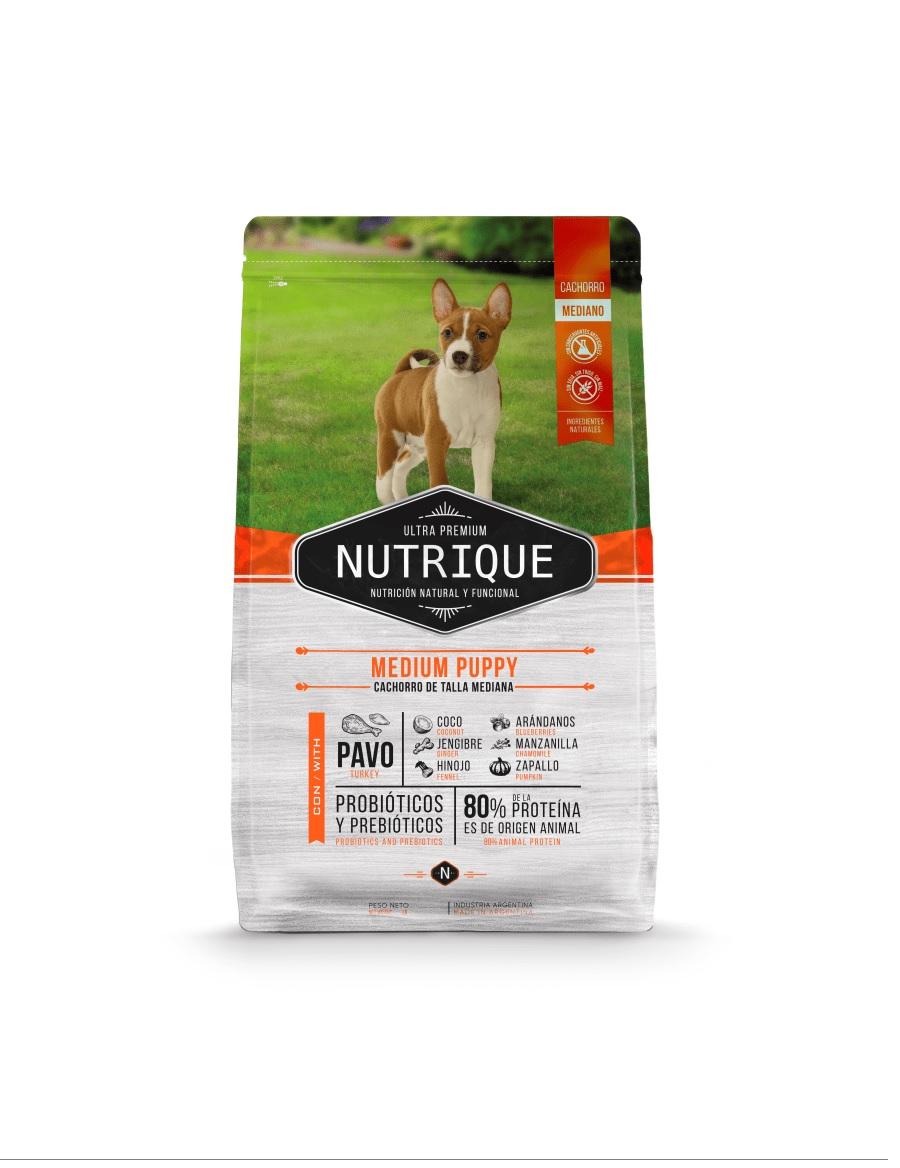 CACHORRO
MEDIANO
INGREDIENTES
NATURALES
ULTRA PREMIUM
NUTRIQUE
NUTRICIÓN NATURAL Y FUNCIONAL
MEDIUM PUPPY
CACHORRO DE TALLA MEDIANA
CON / WITH
PAVO
TURKEY
COCO
COCONUT
JENGIBRE
GINGER
HINOJO
FENNEL
ARÁNDANOS
BLUEBERRIES
MANZANILLA
CHAMOMILE
ZAPALLO
PUMPKIN
PROBIÓTICOS
Y PREBIÓTICOS
PROBIOTICS AND PREBIOTICS
80% DE LA PROTEÍNA
ES DE ORIGEN ANIMAL
80% ANIMAL PROTEIN
N
PESO NETO
INDUSTRIA ARGENTINA
MADE IN ARGENTINA